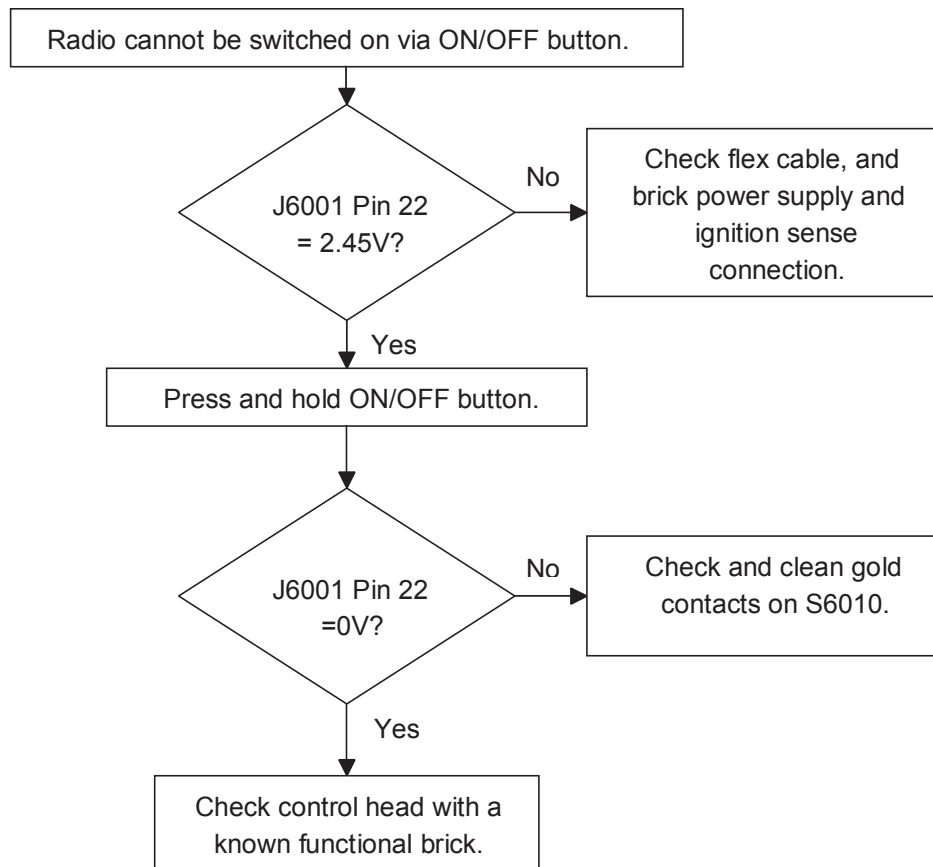 Radio cannot be switched on via ON/OFF button.
J6001 Pin 22
= 2.45V?
No
Check flex cable, and
brick power supply and
ignition sense
connection.
Yes
Press and hold ON/OFF button.
J6001 Pin 22
=0V?
No
Check and clean gold
contacts on S6010.
Yes
Check control head with a
known functional brick.